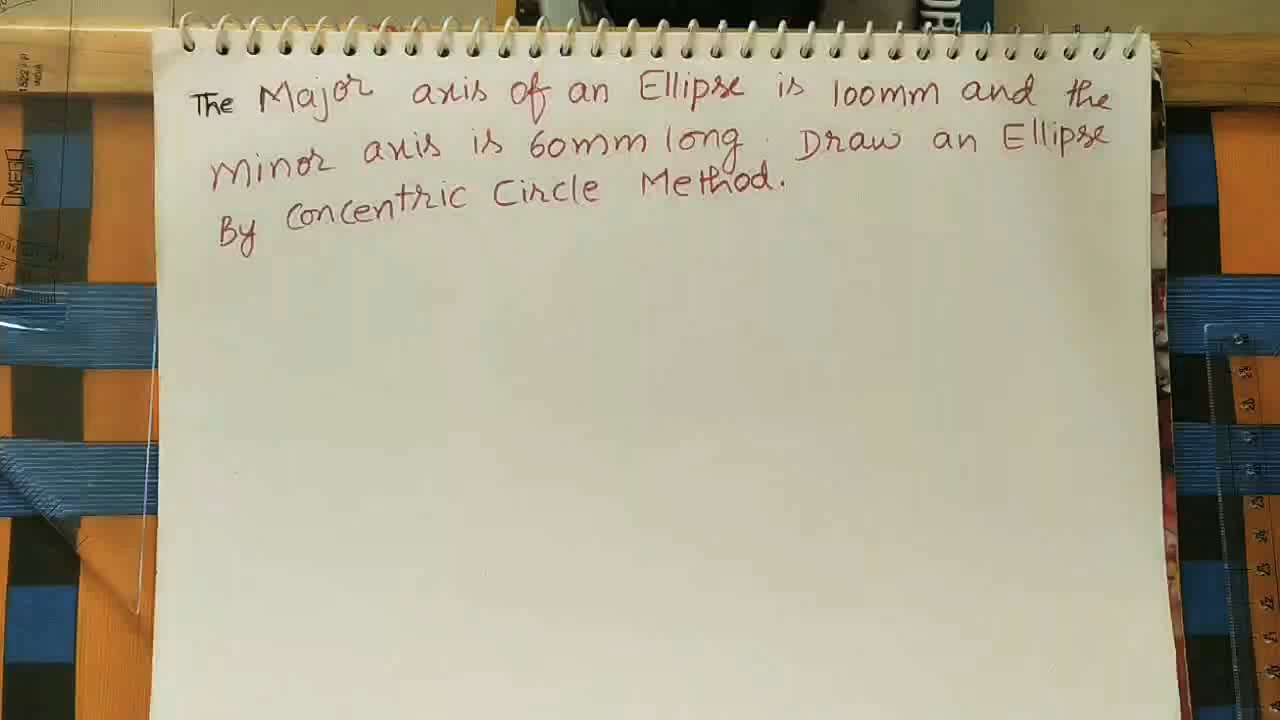 The Major axis of an Ellipse is 100mm and the
minor axis is 60mm long. Draw an Ellipse
By Concentric Circle Method.